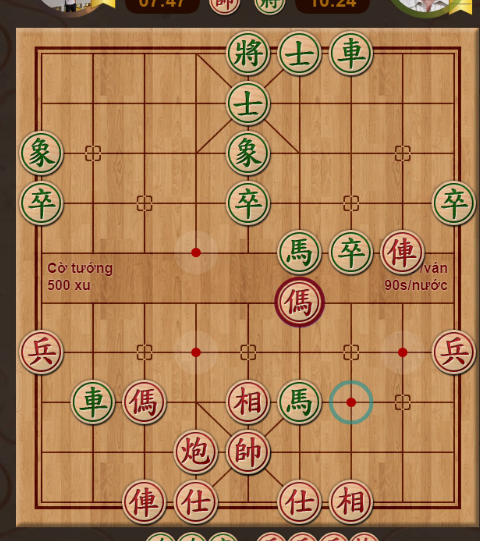 07:47 帥 將 10:24
將 士 車
士
象 象
卒 卒 卒
馬 卒 俥
Cờ tướng ván
500 xu 90s/nước
傌
兵 兵
車 傌 相 馬
炮 帥
俥 仕 仕 相